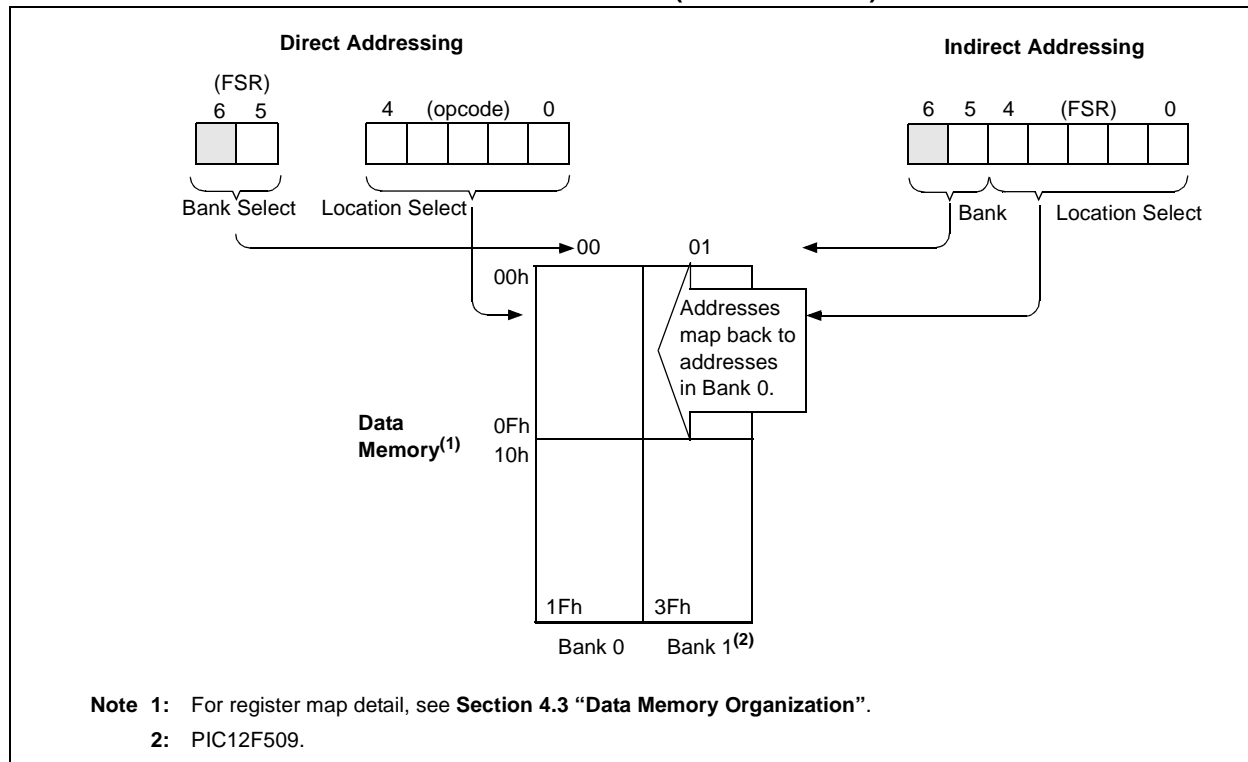 Direct Addressing
Indirect Addressing
(FSR)
6 5
4 (opcode) 0
6 5 4 (FSR) 0
Bank Select
Location Select
Bank
Location Select
00
01
00h
Addresses
map back to
addresses
in Bank 0.
Data
Memory(1)
0Fh
10h
1Fh
3Fh
Bank 0
Bank 1(2)
Note 1: For register map detail, see Section 4.3 “Data Memory Organization”.
2: PIC12F509.